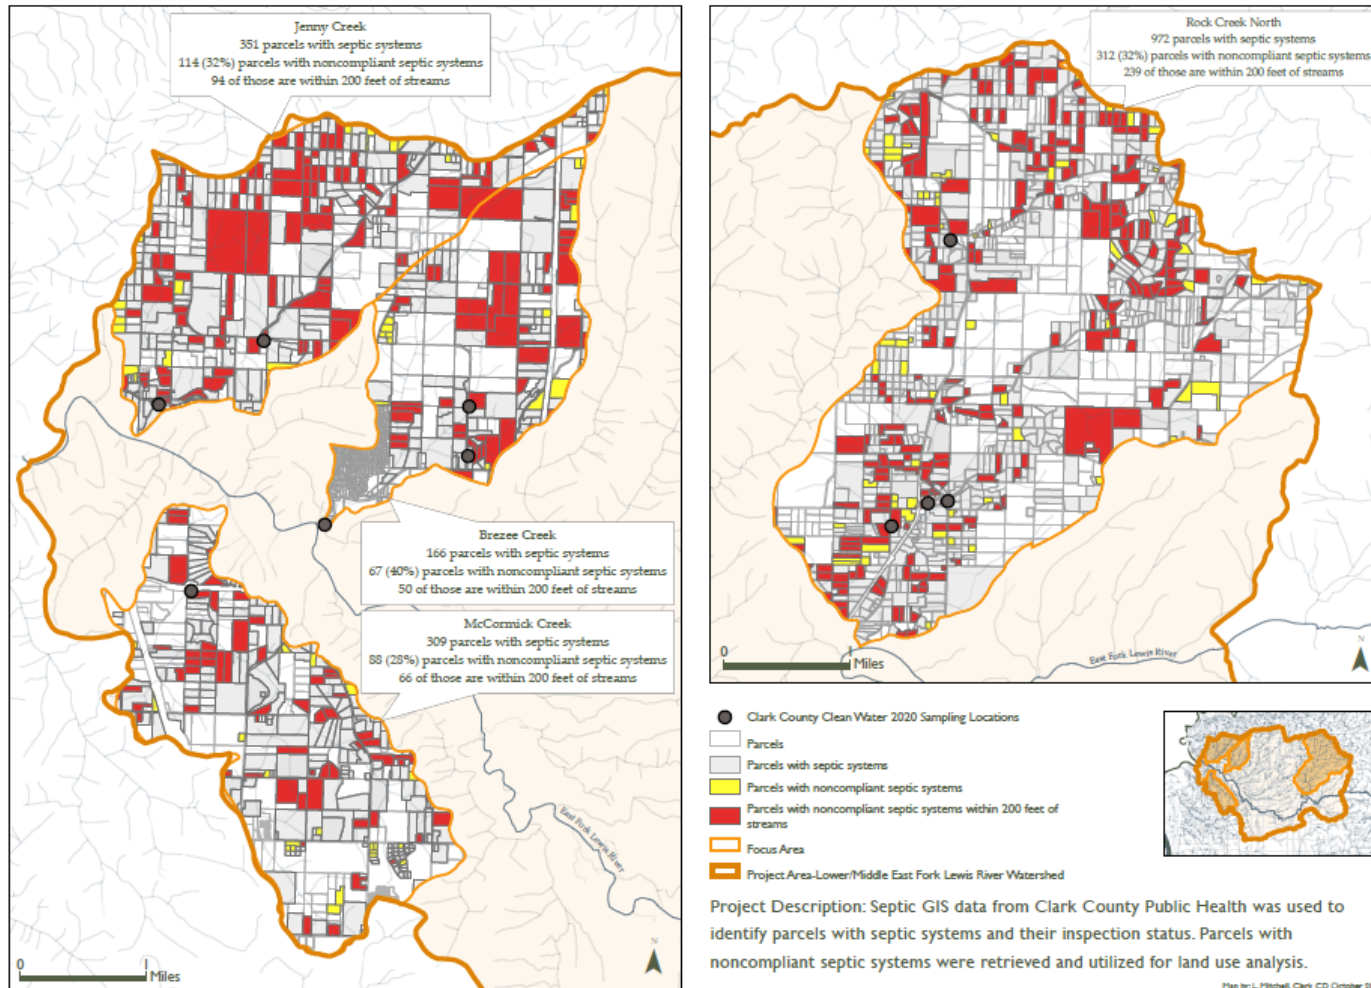 Jenny Creek
351 parcels with septic systems
114 (32%) parcels with noncompliant septic systems
94 of those are within 200 feet of streams
Brezee Creek
166 parcels with septic systems
67 (40%) parcels with noncompliant septic systems
50 of those are within 200 feet of streams
McCormick Creek
309 parcels with septic systems
88 (28%) parcels with noncompliant septic systems
66 of those are within 200 feet of streams
East Fork Lewis River
0 1
Miles
N
Rock Creek North
972 parcels with septic systems
312 (32%) parcels with noncompliant septic systems
239 of those are within 200 feet of streams
East Fork Lewis River
0 1
Miles
N
Clark County Clean Water 2020 Sampling Locations
Parcels
Parcels with septic systems
Parcels with noncompliant septic systems
Parcels with noncompliant septic systems within 200 feet of
streams
Focus Area
Project Area-Lower/Middle East Fork Lewis River Watershed
Project Description: Septic GIS data from Clark County Public Health was used to
identify parcels with septic systems and their inspection status. Parcels with
noncompliant septic systems were retrieved and utilized for land use analysis.
Map by: L. Mitchell, Clark CD, October